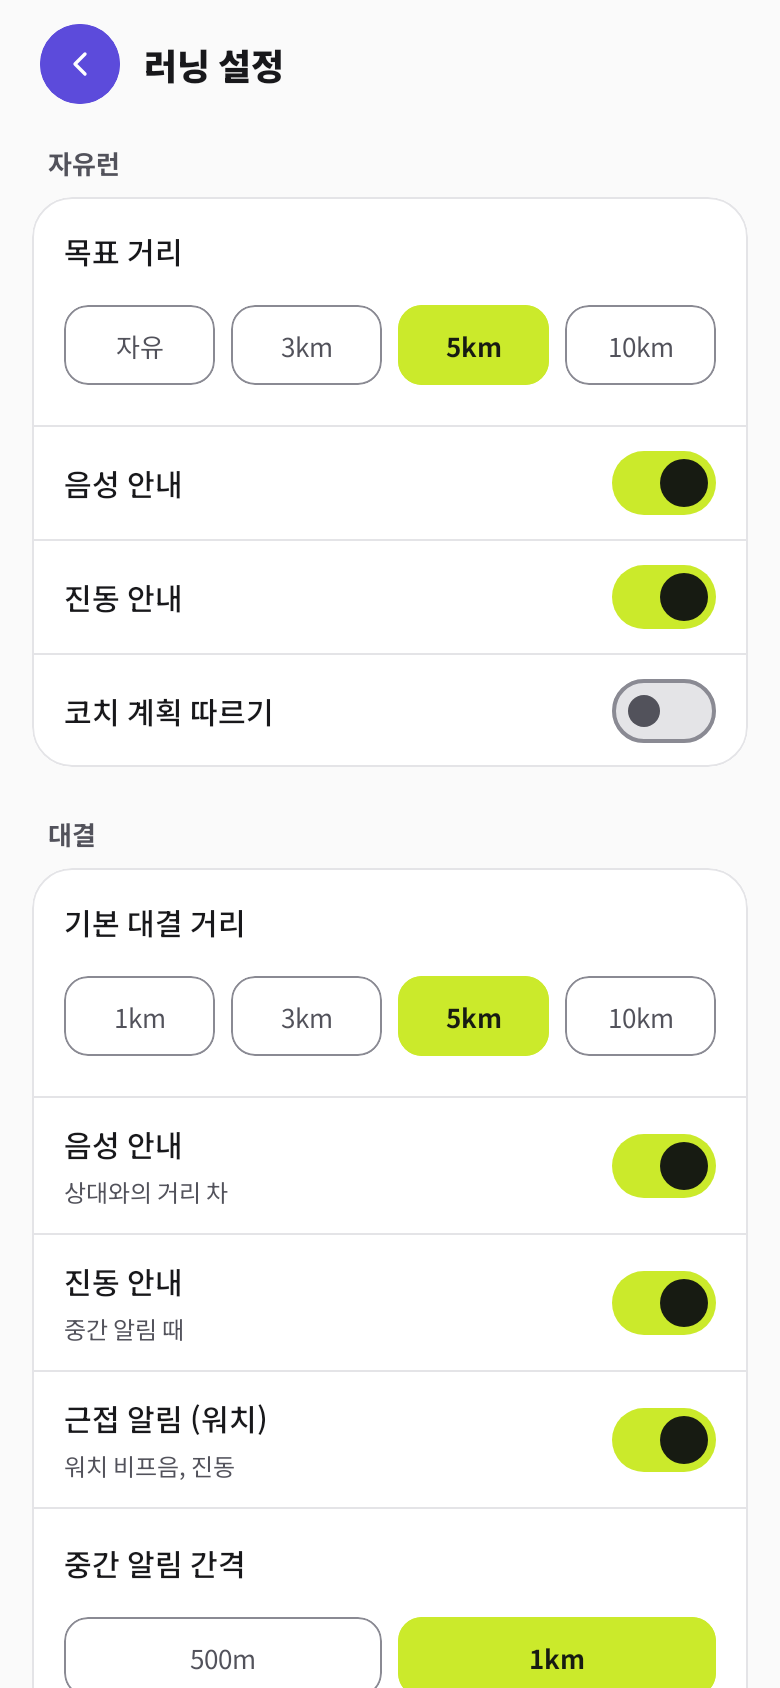 러닝 설정
자유런
목표 거리
자유 3km 5km 10km
음성 안내
진동 안내
코치 계획 따르기
대결
기본 대결 거리
1km 3km 5km 10km
음성 안내
상대와의 거리 차
진동 안내
중간 알림 때
근접 알림 (워치)
워치 비프음, 진동
중간 알림 간격
500m 1km